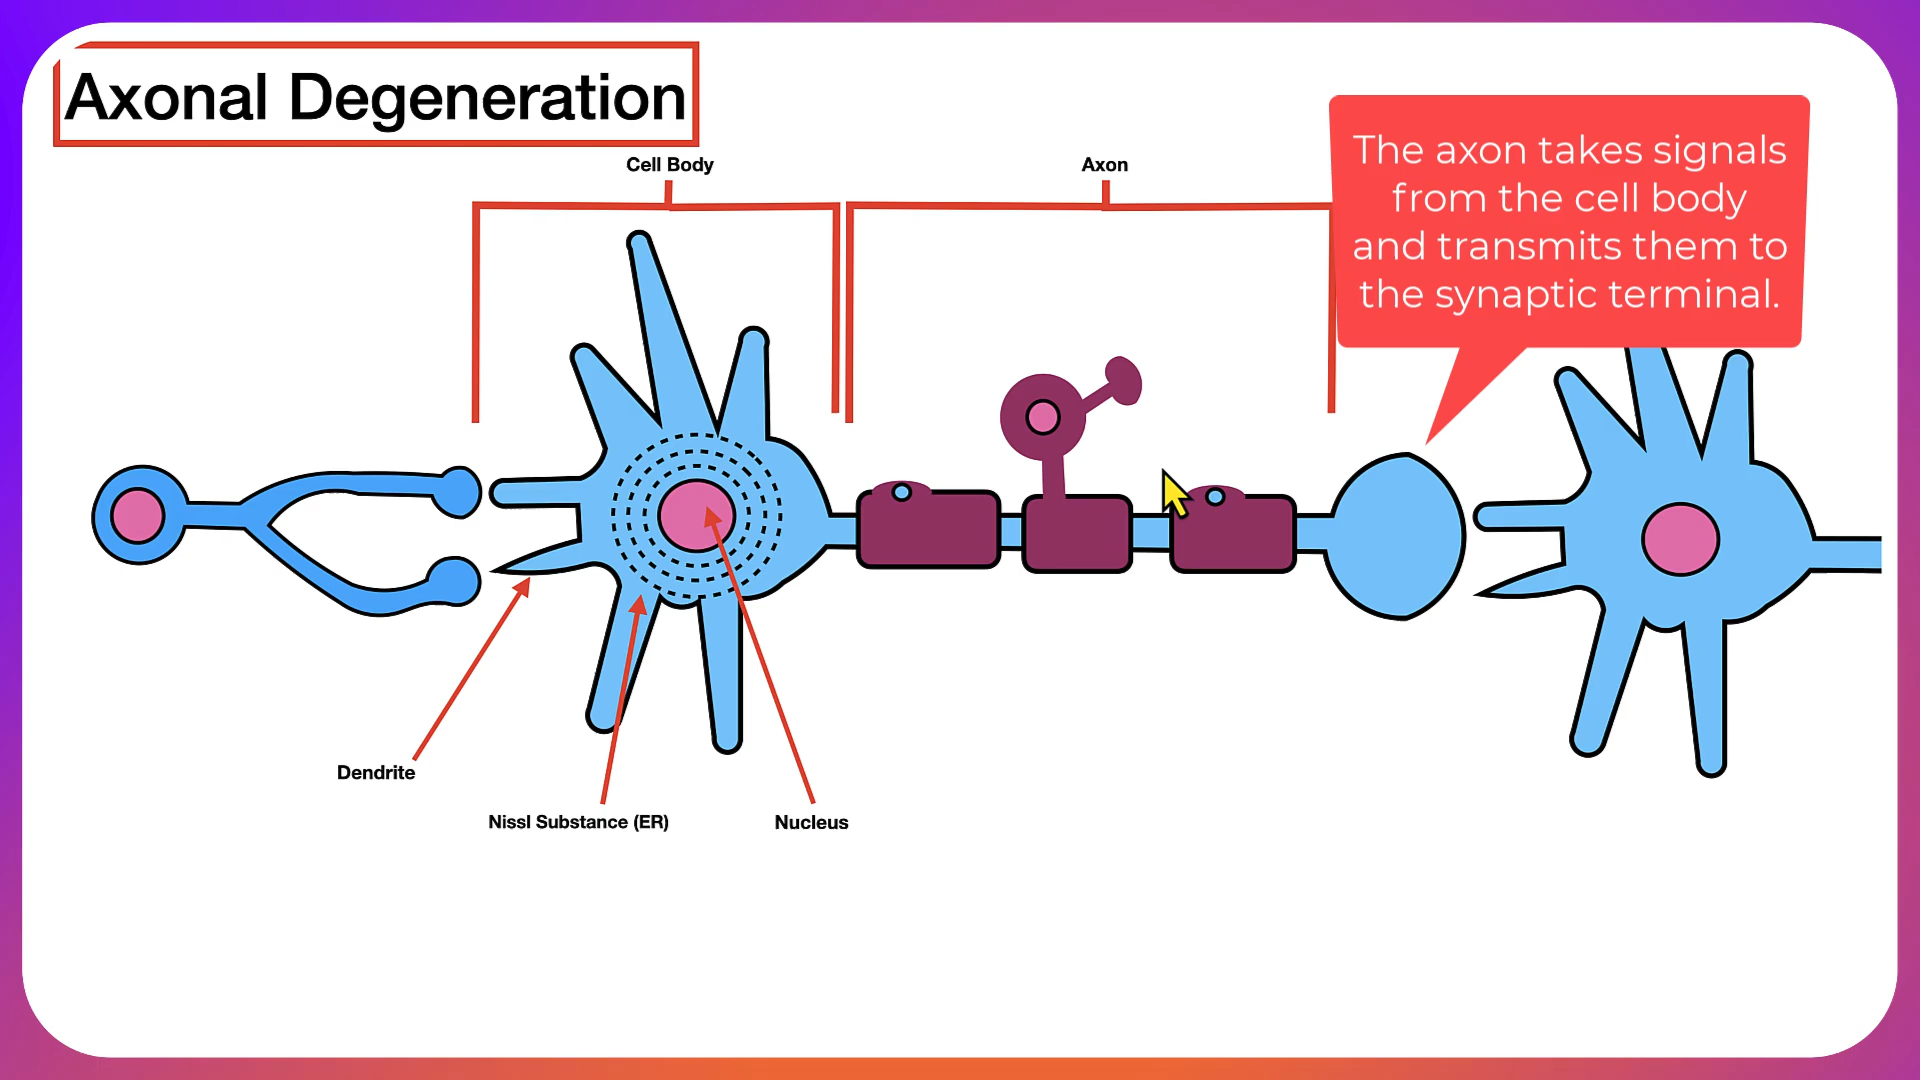 Axonal Degeneration
Cell Body
Axon
The axon takes signals
from the cell body
and transmits them to
the synaptic terminal.
Dendrite
Nissl Substance (ER)
Nucleus